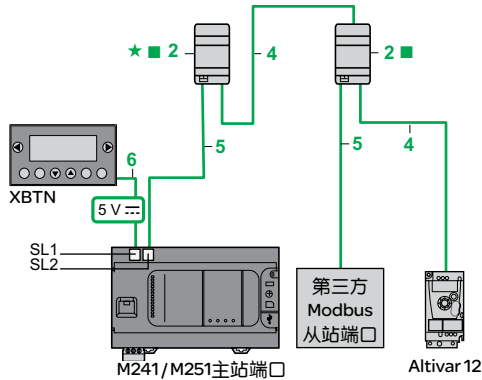 ★ ■ 2
4
2 ■
5
5
4
6
XBTN
5 V ⎓
SL1
SL2
第三方
Modbus
从站端口
M241/M251主站端口
Altivar 12